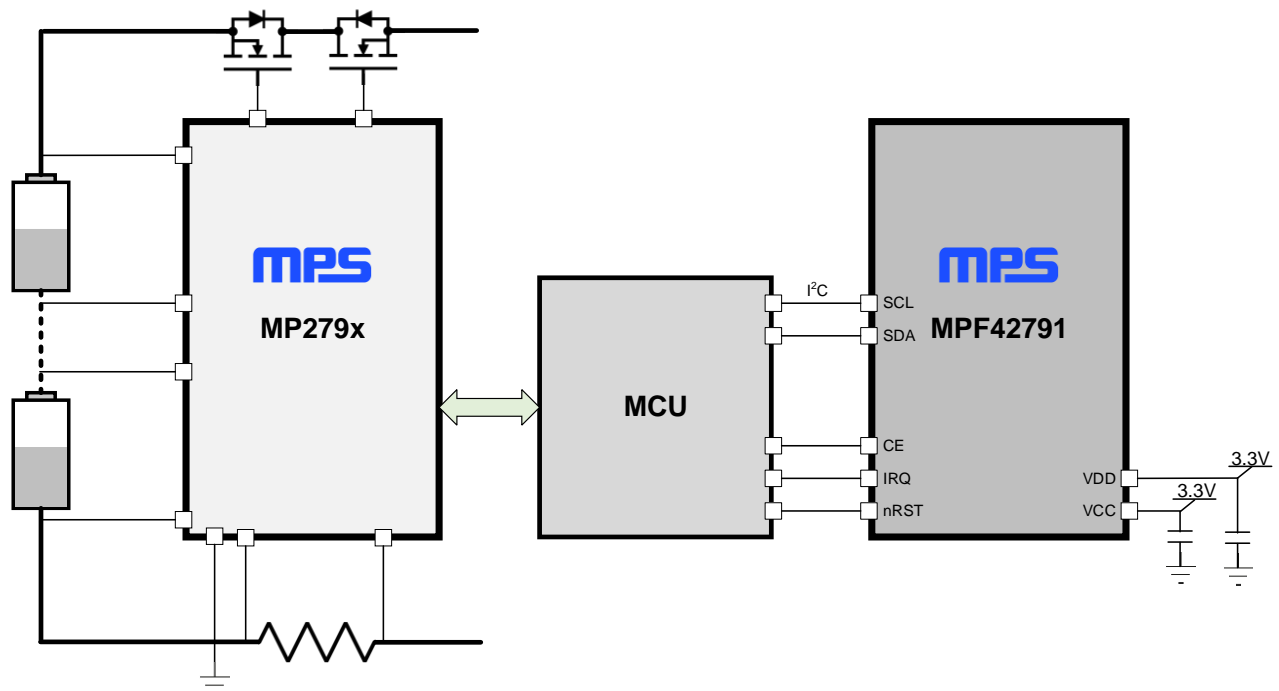 MPS
MP279x
MCU
I²C
MPS
MPF42791
SCL
SDA
CE
IRQ
nRST
VDD
VCC
3.3V
3.3V